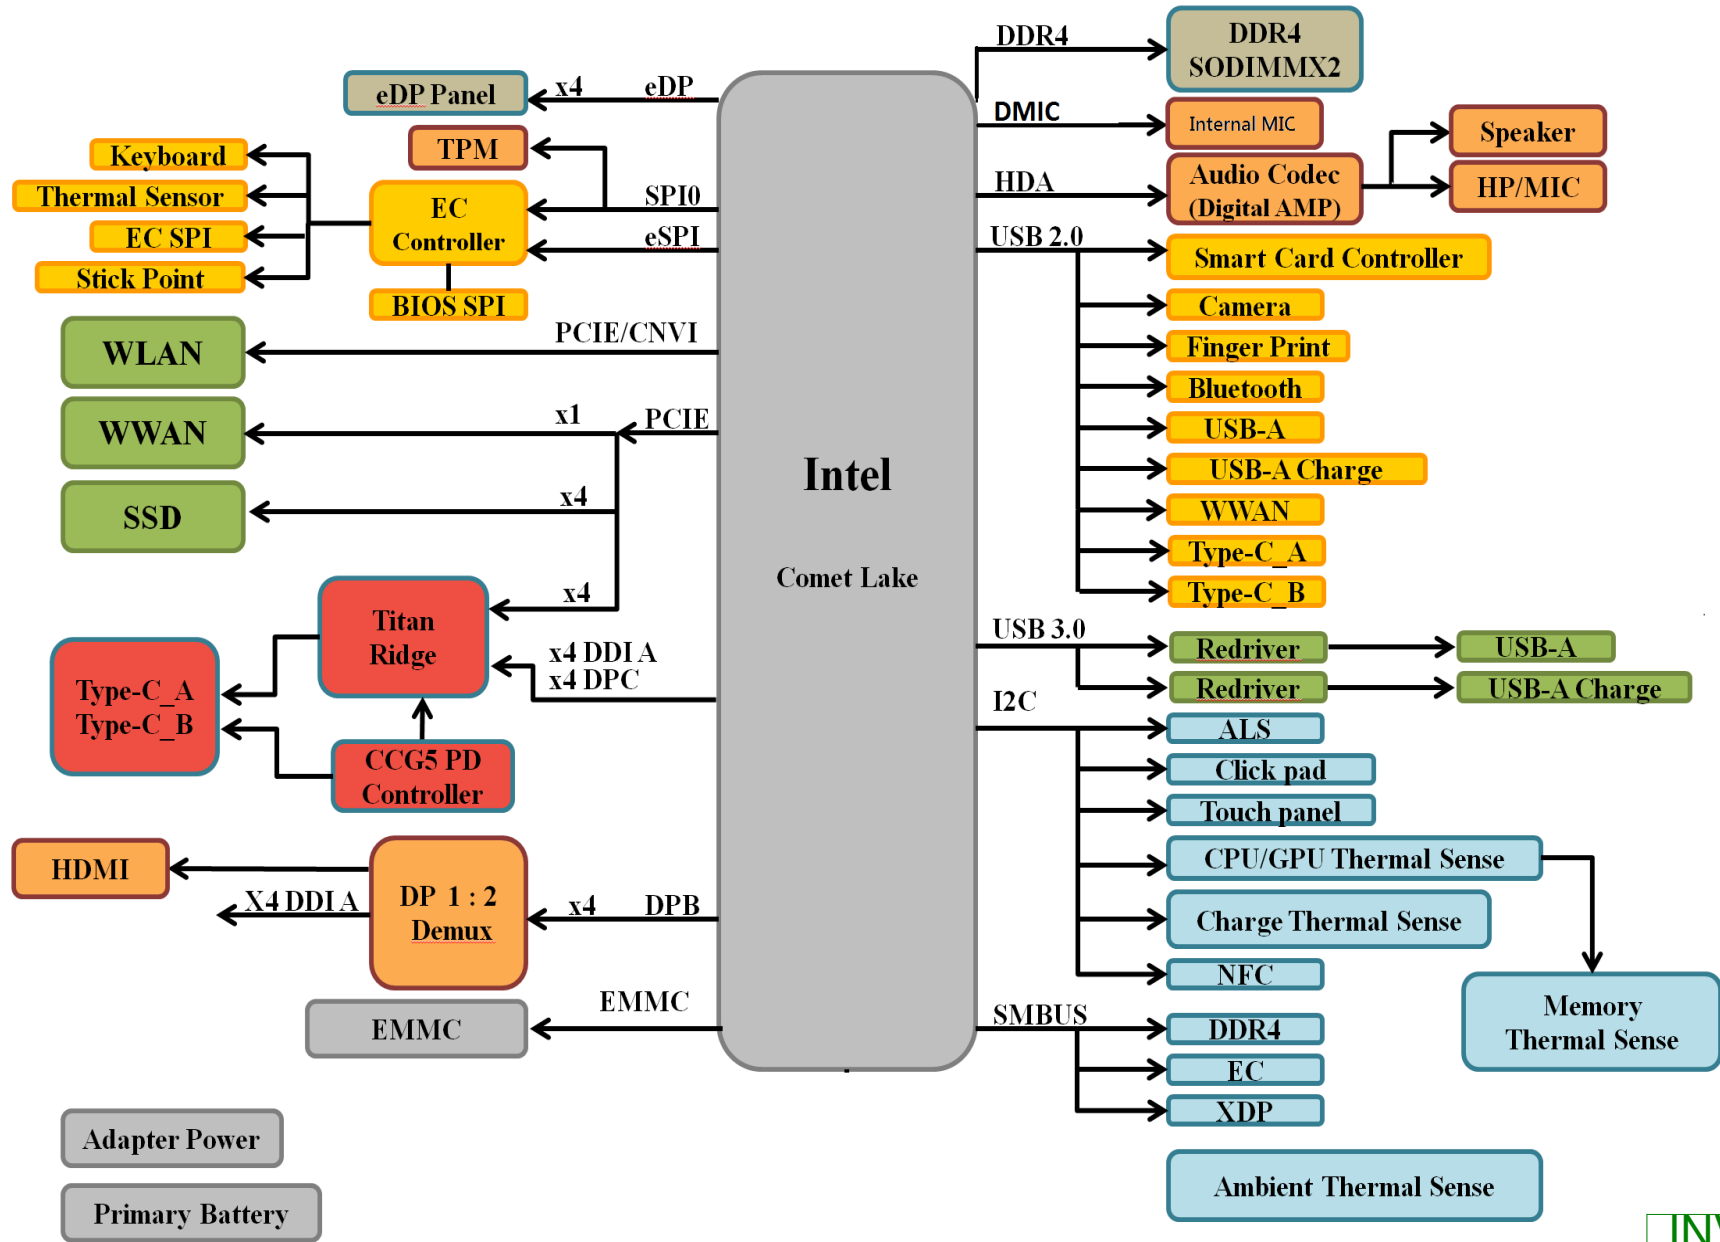 DDR4
DDR4
SODIMMX2
eDP Panel
x4
eDP
DMIC
Internal MIC
Speaker
TPM
Keyboard
HDA
Audio Codec
(Digital AMP)
HP/MIC
Thermal Sensor
EC
Controller
SPI0
EC SPI
eSPI
USB 2.0
Smart Card Controller
Stick Point
BIOS SPI
Camera
WLAN
PCIE/CNVI
Finger Print
Bluetooth
WWAN
x1
PCIE
USB-A
Intel
USB-A Charge
SSD
x4
WWAN
Type-C_A
Comet Lake
Type-C_B
x4
Titan
Ridge
USB 3.0
Redriver
USB-A
x4 DDI A
x4 DPC
Type-C_A
Type-C_B
Redriver
USB-A Charge
I2C
ALS
CCG5 PD
Controller
Click pad
Touch panel
HDMI
CPU/GPU Thermal Sense
X4 DDI A
DP 1 : 2
Demux
x4
DPB
Charge Thermal Sense
NFC
EMMC
EMMC
SMBUS
DDR4
Memory
Thermal Sense
EC
XDP
Adapter Power
Ambient Thermal Sense
Primary Battery